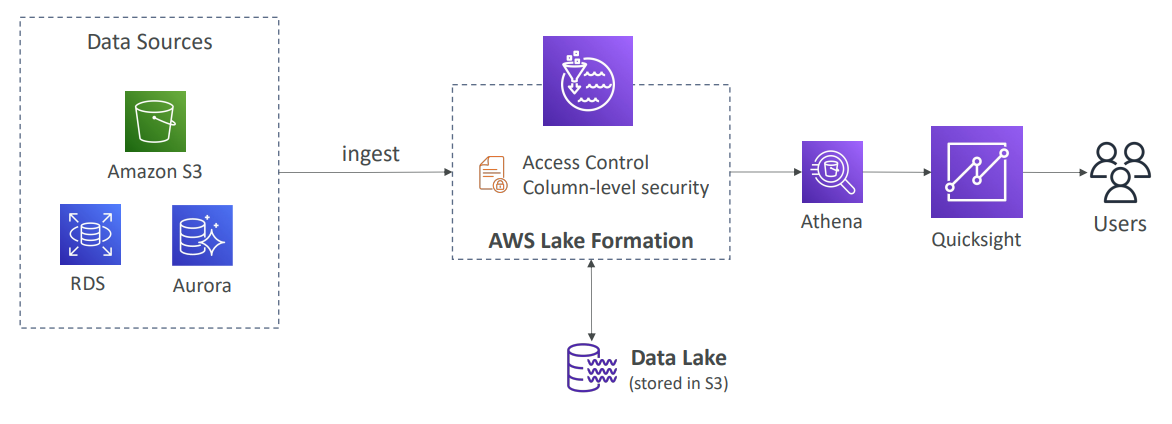 Data Sources
Amazon S3
RDS
Aurora
ingest
Access Control
Column-level security
AWS Lake Formation
Data Lake
(stored in S3)
Athena
Quicksight
Users